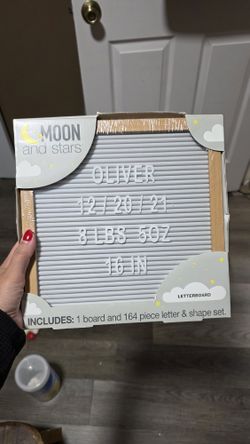 MOON
and stars
OLIVER
12/20/21
8 LBS 5OZ
16 IN
LETTERBOARD
INCLUDES: 1 board and 164 piece letter & shape set.